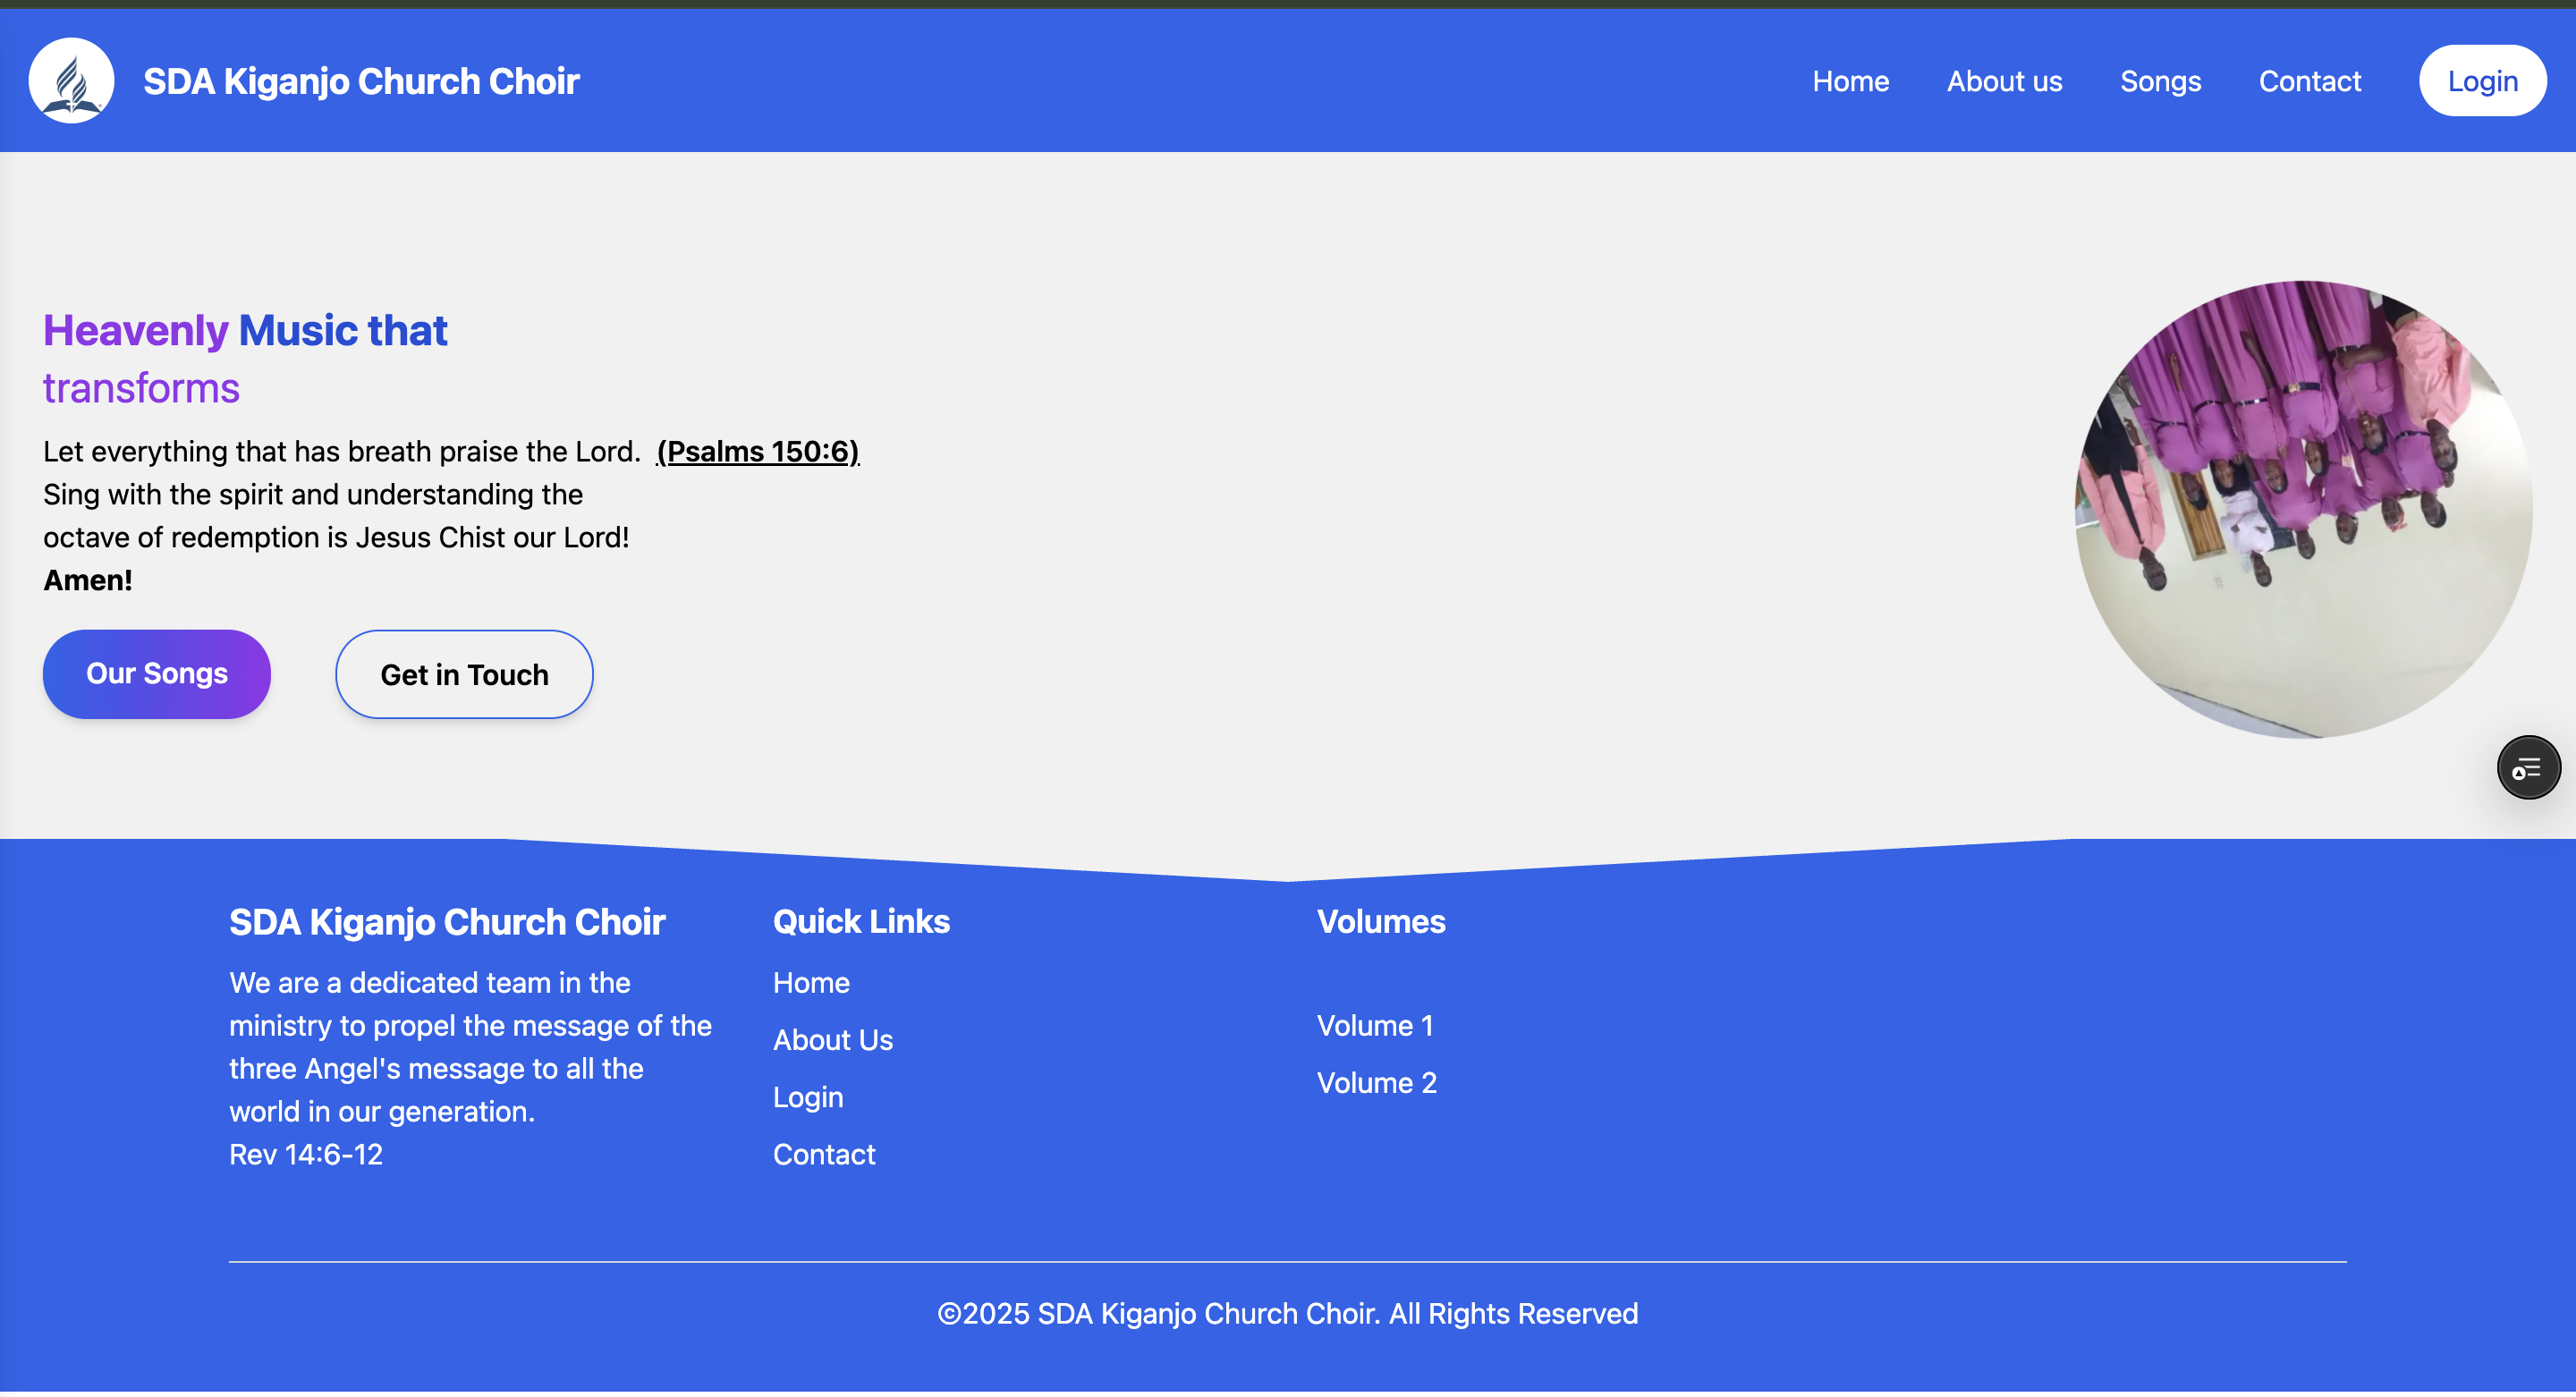 SDA Kiganjo Church Choir
Home
About us
Songs
Contact
Login
Heavenly Music that
transforms
Let everything that has breath praise the Lord. (Psalms 150:6)
Sing with the spirit and understanding the
octave of redemption is Jesus Chist our Lord!
Amen!
Our Songs
Get in Touch
SDA Kiganjo Church Choir
We are a dedicated team in the
ministry to propel the message of the
three Angel's message to all the
world in our generation.
Rev 14:6-12
Quick Links
Home
About Us
Login
Contact
Volumes
Volume 1
Volume 2
©2025 SDA Kiganjo Church Choir. All Rights Reserved